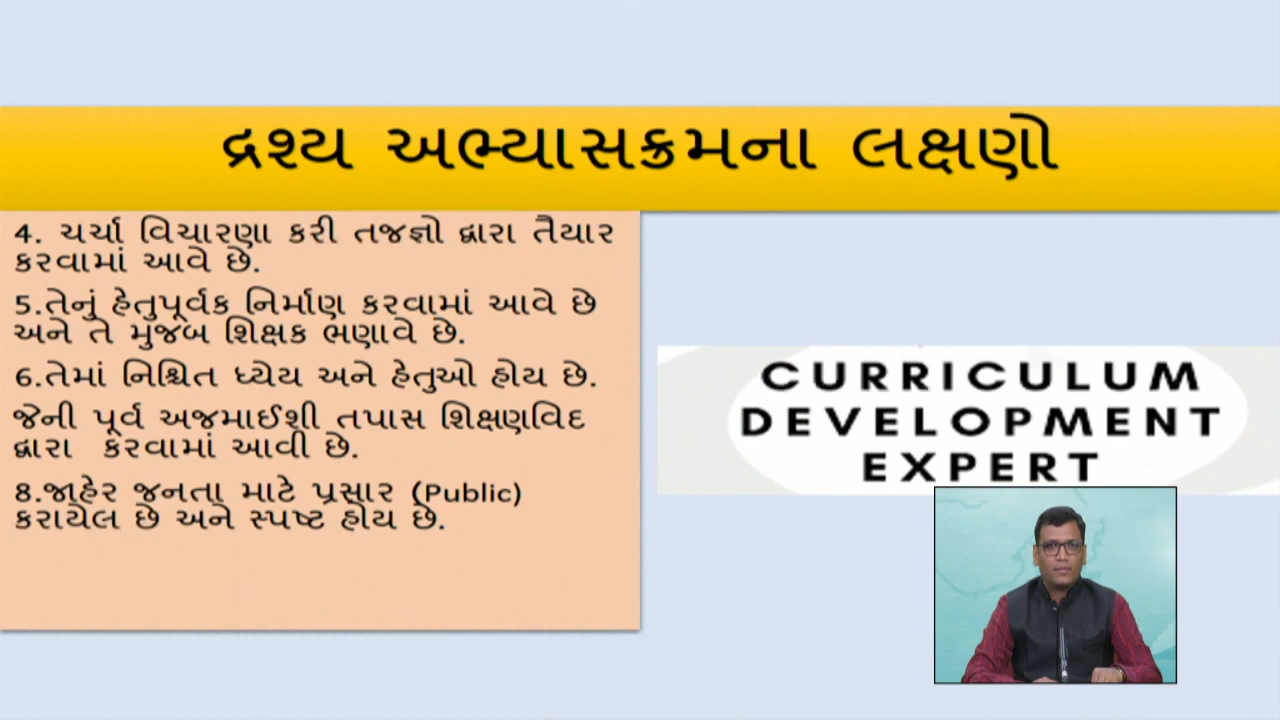 દ્રશ્ય અભ્યાસક્રમના લક્ષણો
4. ચર્ચા વિચારણા કરી તજજ્ઞો દ્વારા તૈયાર
કરવામાં આવે છે.
5.તેનું હેતુપૂર્વક નિર્માણ કરવામાં આવે છે
અને તે મુજબ શિક્ષક ભણાવે છે.
6.તેમાં નિશ્ચિત ધ્યેય અને હેતુઓ હોય છે.
જેની પૂર્વ અજમાઈશી તપાસ શિક્ષણવિદ
દ્વારા કરવામાં આવી છે.
8.જાહેર જનતા માટે પ્રસાર (Public)
કરાયેલ છે અને સ્પષ્ટ હોય છે.
CURRICULUM
DEVELOPMENT
EXPERT